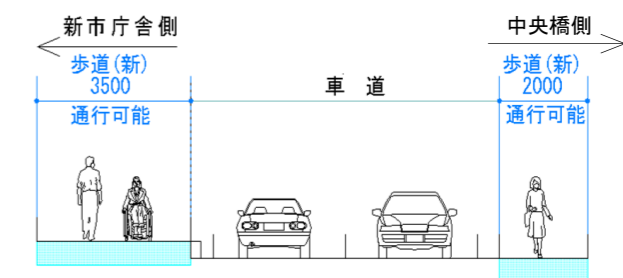 新市庁舎側
中央橋側
歩道(新)
3500
通行可能
車 道
歩道(新)
2000
通行可能